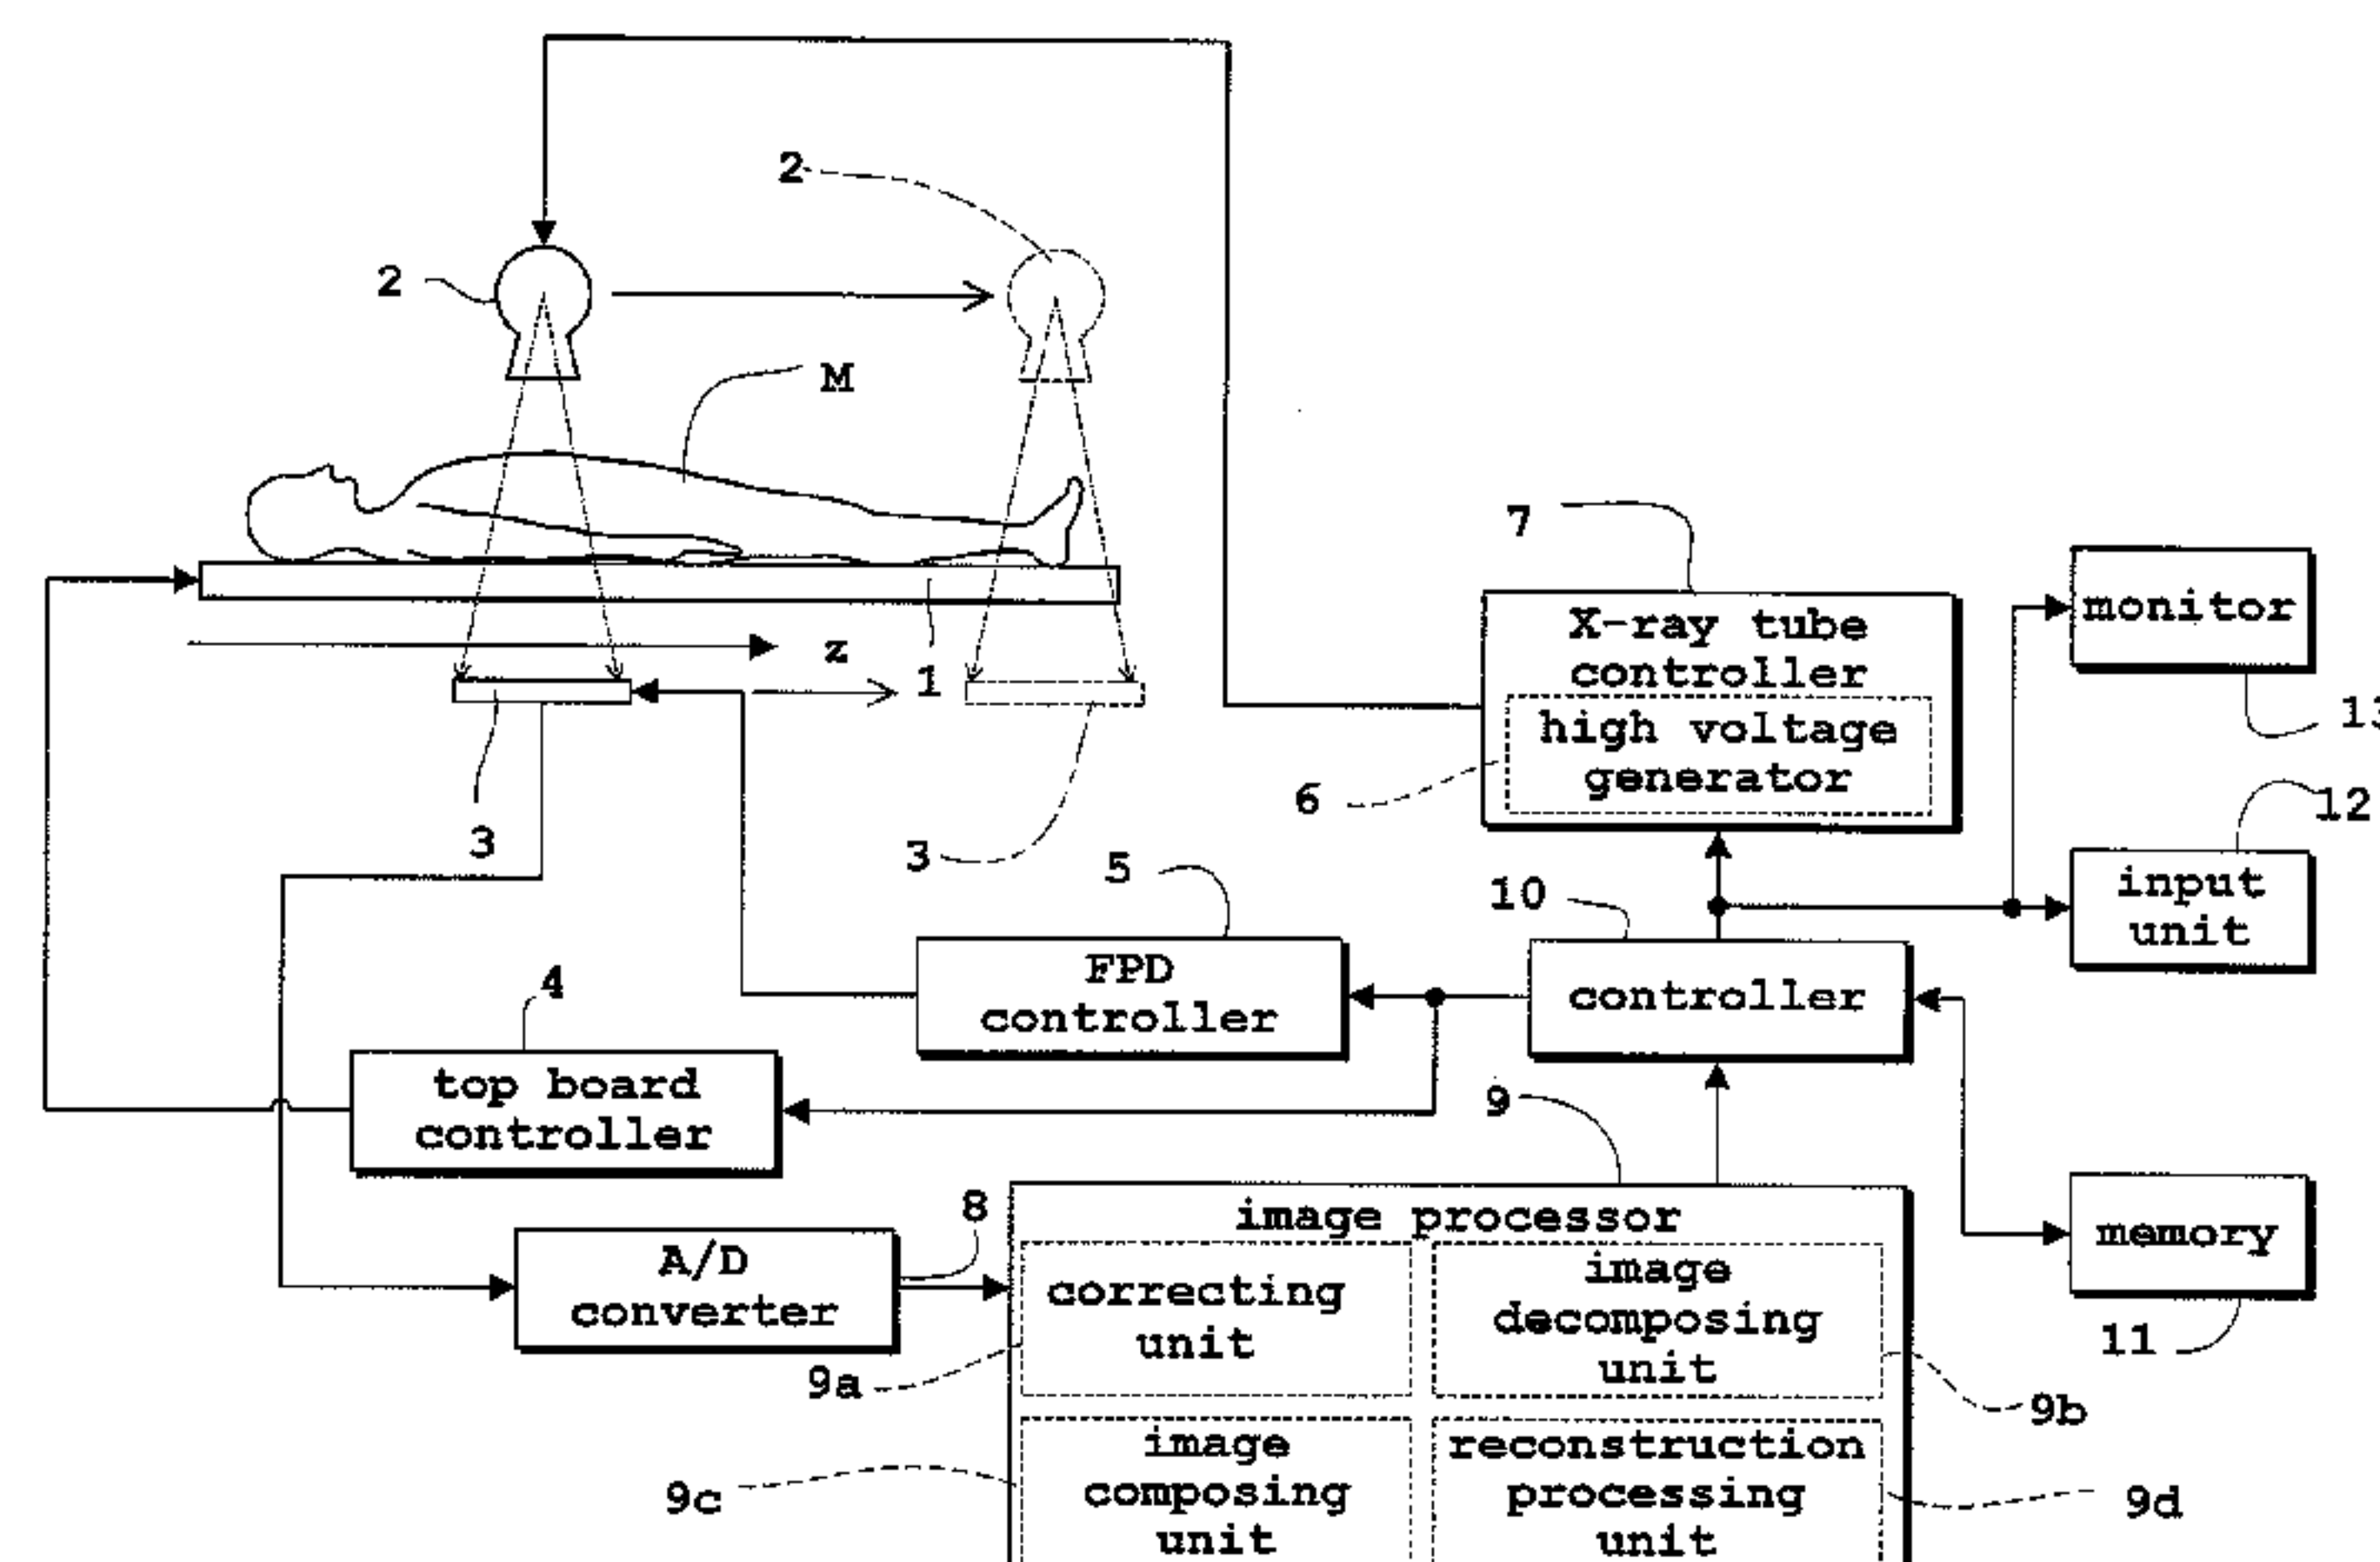 2
2
M
7
X-ray tube
controller
high voltage
generator
6
monitor
13
z
1
3
3
5
10
12
input
unit
FPD
controller
controller
4
top board
controller
9
8
A/D
converter
image processor
correcting
unit
image
decomposing
unit
memory
11
9a
9b
image
composing
unit
reconstruction
processing
unit
9c
9d